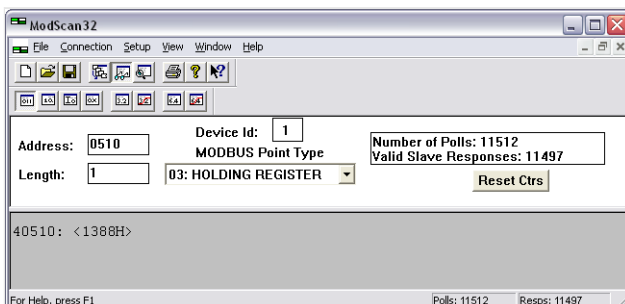 ModScan32
File Connection Setup View Window Help
Address: 0510
Device Id: 1
MODBUS Point Type
Length: 1
03: HOLDING REGISTER
Number of Polls: 11512
Valid Slave Responses: 11497
Reset Ctrs
40510: <1388H>
For Help, press F1
Polls: 11512
Resps: 11497